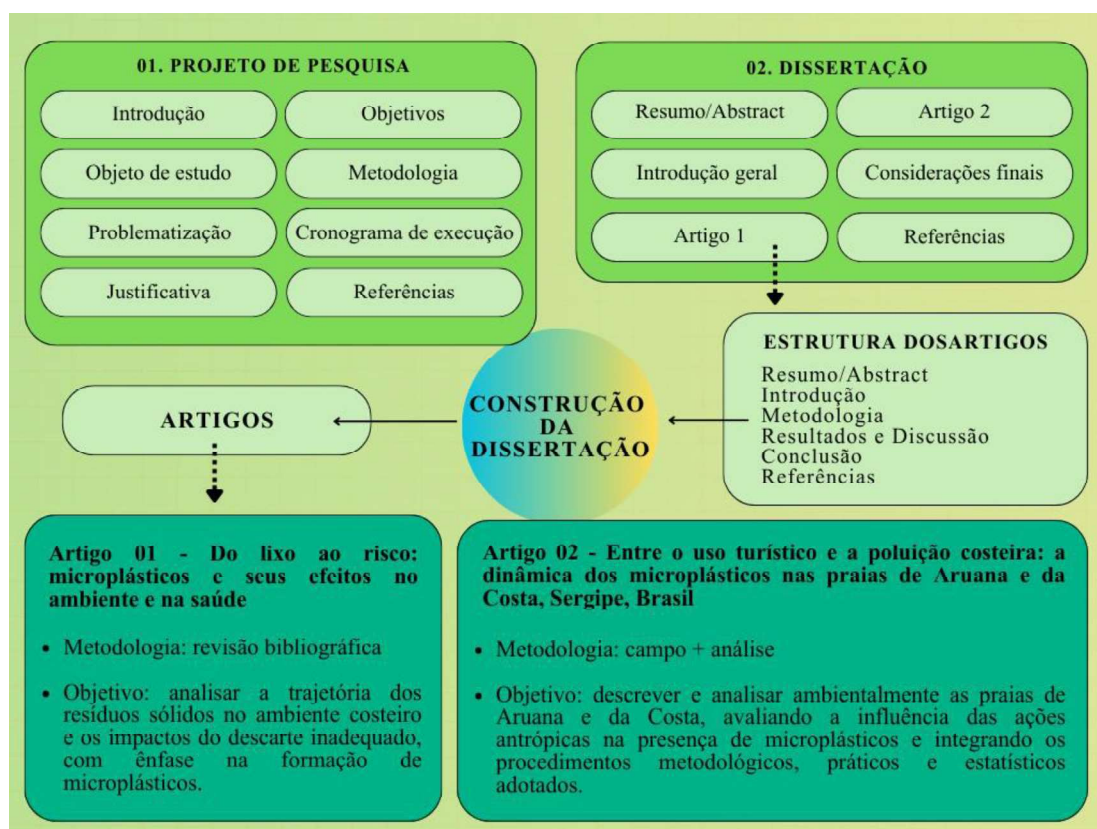 01. PROJETO DE PESQUISA
Introdução
Objetivos
Objeto de estudo
Metodologia
Problematização
Cronograma de execução
Justificativa
Referências
02. DISSERTAÇÃO
Resumo/Abstract
Artigo 2
Introdução geral
Considerações finais
Artigo 1
Referências
ESTRUTURA DOSARTIGOS
Resumo/Abstract
Introdução
Metodologia
Resultados e Discussão
Conclusão
Referências
CONSTRUÇÃO
DA
DISSERTAÇÃO
ARTIGOS
Artigo 01 - Do lixo ao risco:
microplásticos e seus efeitos no
ambiente e na saúde
• Metodologia: revisão bibliográfica
• Objetivo: analisar a trajetória dos
resíduos sólidos no ambiente costeiro
e os impactos do descarte inadequado,
com ênfase na formação de
microplásticos.
Artigo 02 - Entre o uso turístico e a poluição costeira: a
dinâmica dos microplásticos nas praias de Aruana e da
Costa, Sergipe, Brasil
• Metodologia: campo + análise
• Objetivo: descrever e analisar ambientalmente as praias de
Aruana e da Costa, avaliando a influência das ações
antrópicas na presença de microplásticos e integrando os
procedimentos metodológicos, práticos e estatísticos
adotados.